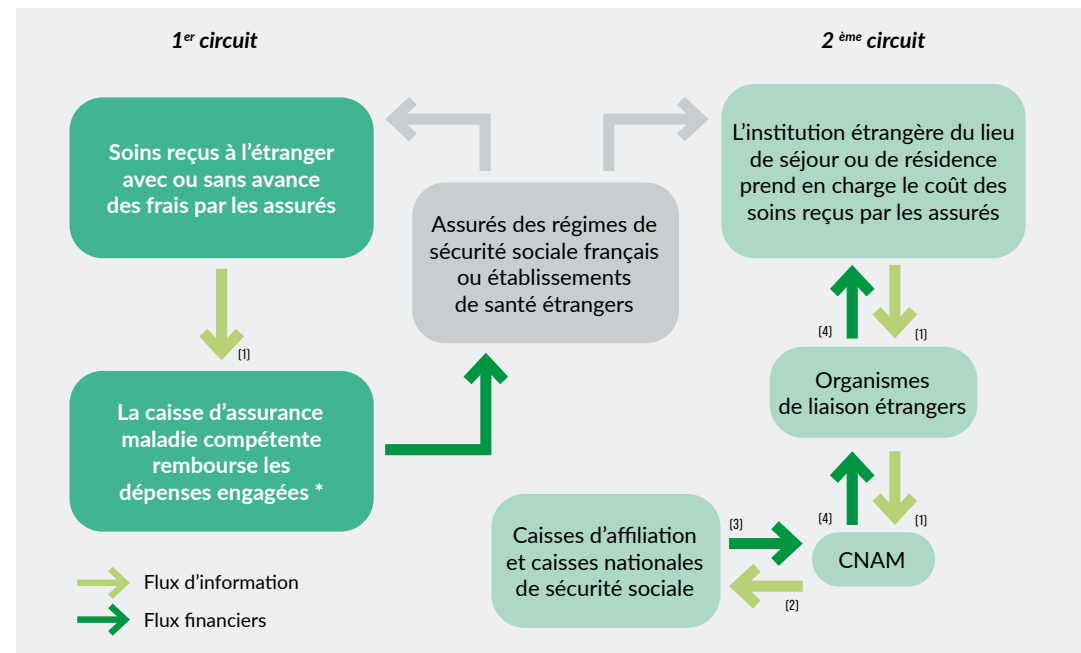 1er circuit
2 ème circuit
Soins reçus à l'étranger
avec ou sans avance
des frais par les assurés
Assurés des régimes de
sécurité sociale français
ou établissements
de santé étrangers
L'institution étrangère du lieu
de séjour ou de résidence
prend en charge le coût des
soins reçus par les assurés
(1)
(4)
(1)
La caisse d'assurance
maladie compétente
rembourse les
dépenses engagées *
Organismes
de liaison étrangers
(4)
(1)
Caisses d'affiliation
et caisses nationales
de sécurité sociale
(3)
(2)
CNAM
Flux d'information
Flux financiers